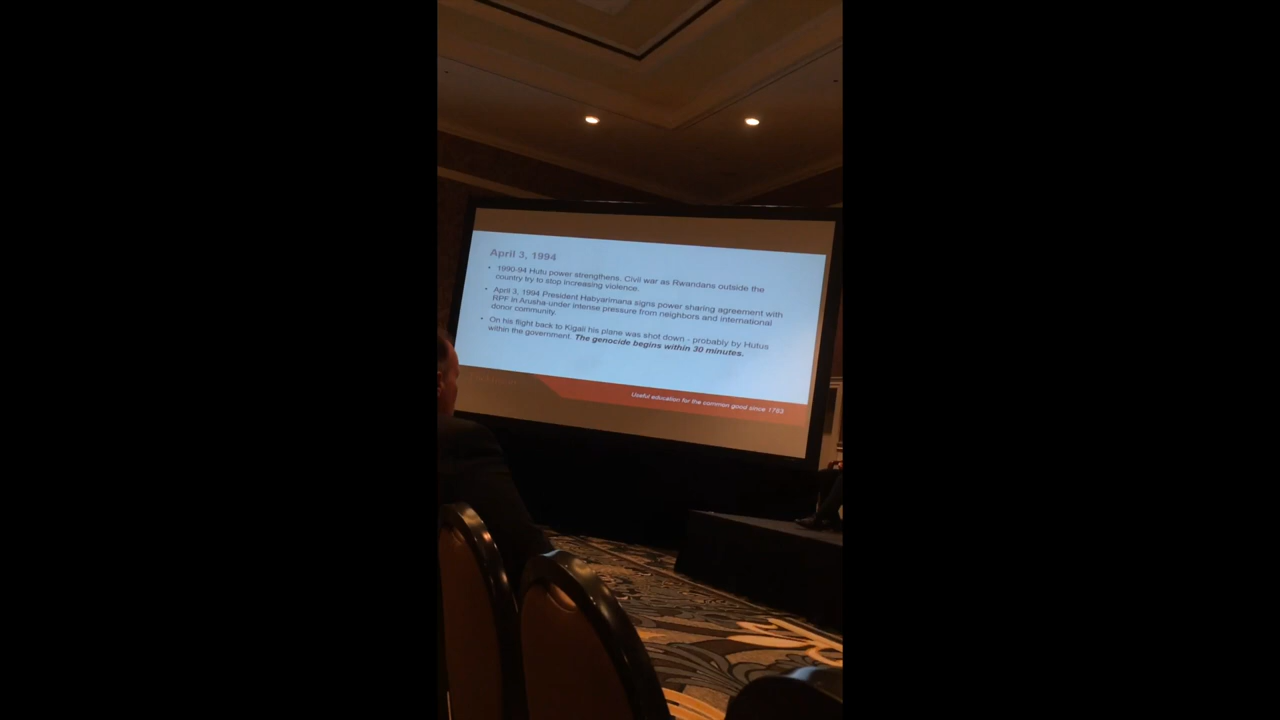 April 3, 1994
• 1990-94 Hutu power strengthens. Civil war as Rwandans outside the
country try to stop increasing violence.
• April 3, 1994 President Habyarimana signs power sharing agreement with
RPF in Arusha-under intense pressure from neighbors and international
donor community.
• On his flight back to Kigali his plane was shot down - probably by Hutus
within the government. The genocide begins within 30 minutes.
Useful education for the common good since 1783